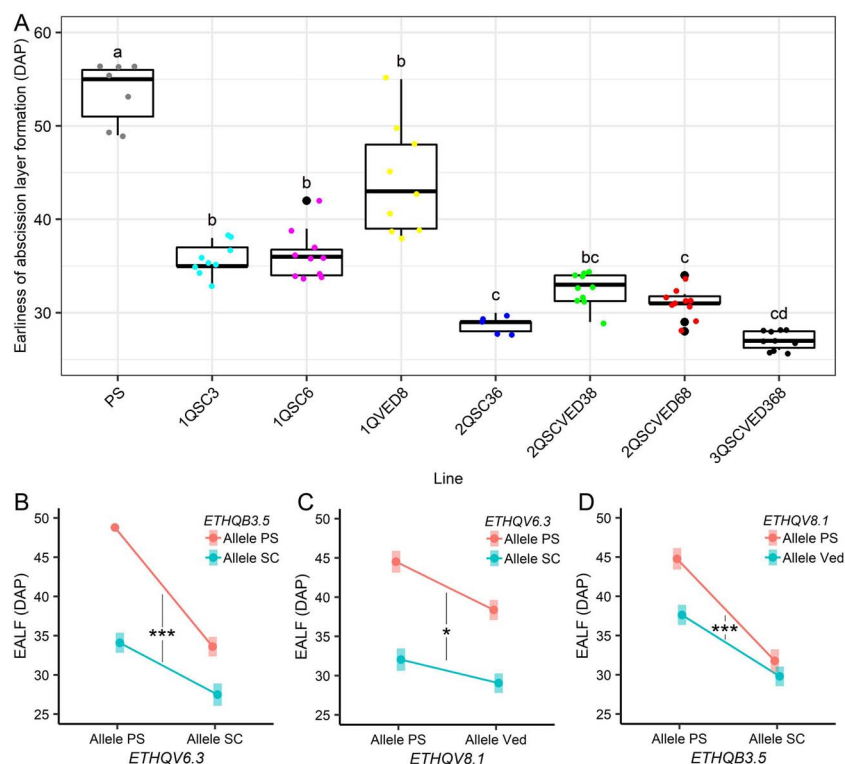 A
Earliness of abscission layer formation (DAP)
60
50
40
30
a
b
b
b
c
bc
c
cd
PS
1QSC3
1QSC6
1QVED8
2QSC36
2QSCVED38
2QSCVED68
3QSCVED368
Line
B
EALF (DAP)
50
45
40
35
30
25
ETHQB3.5
Allele PS
Allele SC
***
Allele PS
Allele SC
ETHQV6.3
C
EALF (DAP)
50
45
40
35
30
25
ETHQV6.3
Allele PS
Allele SC
*
Allele PS
Allele Ved
ETHQV8.1
D
EALF (DAP)
50
45
40
35
30
25
ETHQV8.1
Allele PS
Allele Ved
***
Allele PS
Allele SC
ETHQB3.5